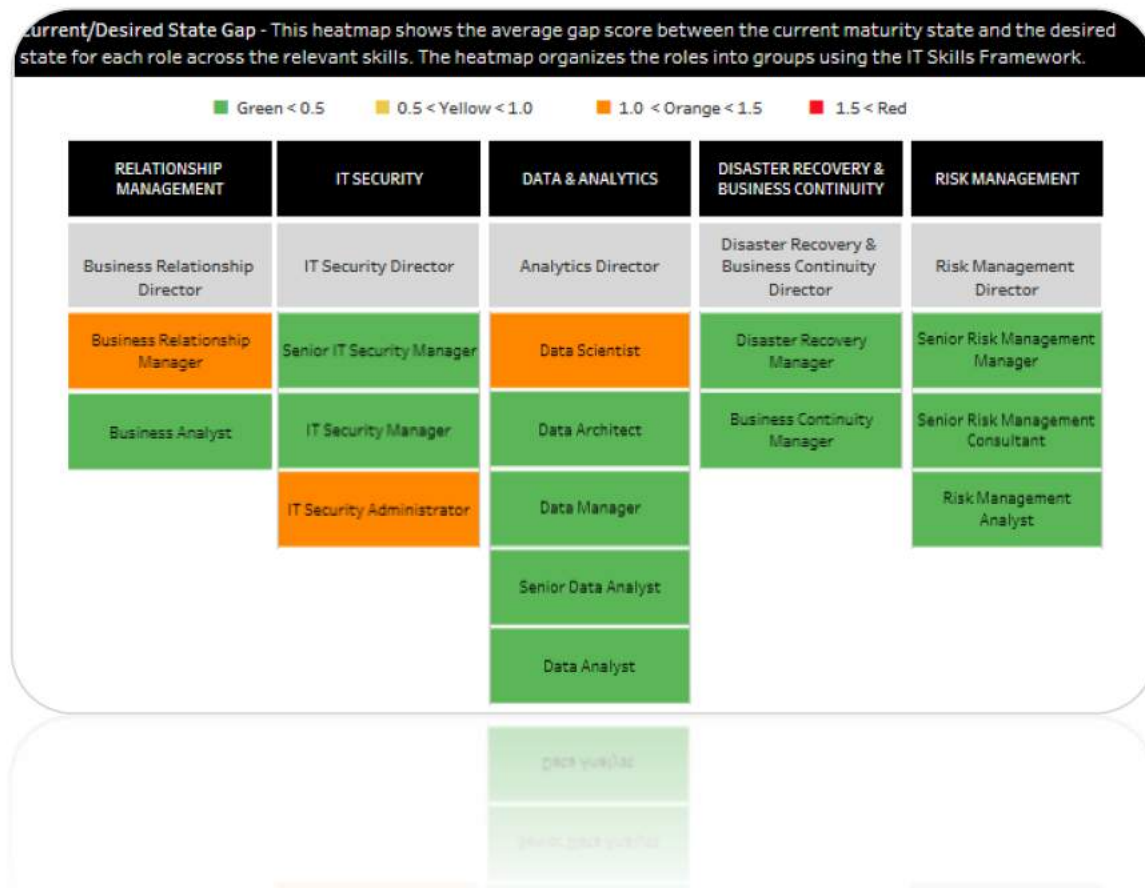 Current/Desired State Gap - This heatmap shows the average gap score between the current maturity state and the desired
state for each role across the relevant skills. The heatmap organizes the roles into groups using the IT Skills Framework.
Green < 0.5
0.5 < Yellow < 1.0
1.0 < Orange < 1.5
1.5 < Red
RELATIONSHIP
MANAGEMENT
Business Relationship
Director
Business Relationship
Manager
Business Analyst
IT SECURITY
IT Security Director
Senior IT Security Manager
IT Security Manager
IT Security Administrator
DATA & ANALYTICS
Analytics Director
Data Scientist
Data Architect
Data Manager
Senior Data Analyst
Data Analyst
DISASTER RECOVERY &
BUSINESS CONTINUITY
Disaster Recovery &
Business Continuity
Director
Disaster Recovery
Manager
Business Continuity
Manager
RISK MANAGEMENT
Risk Management
Director
Senior Risk Management
Manager
Senior Risk Management
Consultant
Risk Management
Analyst